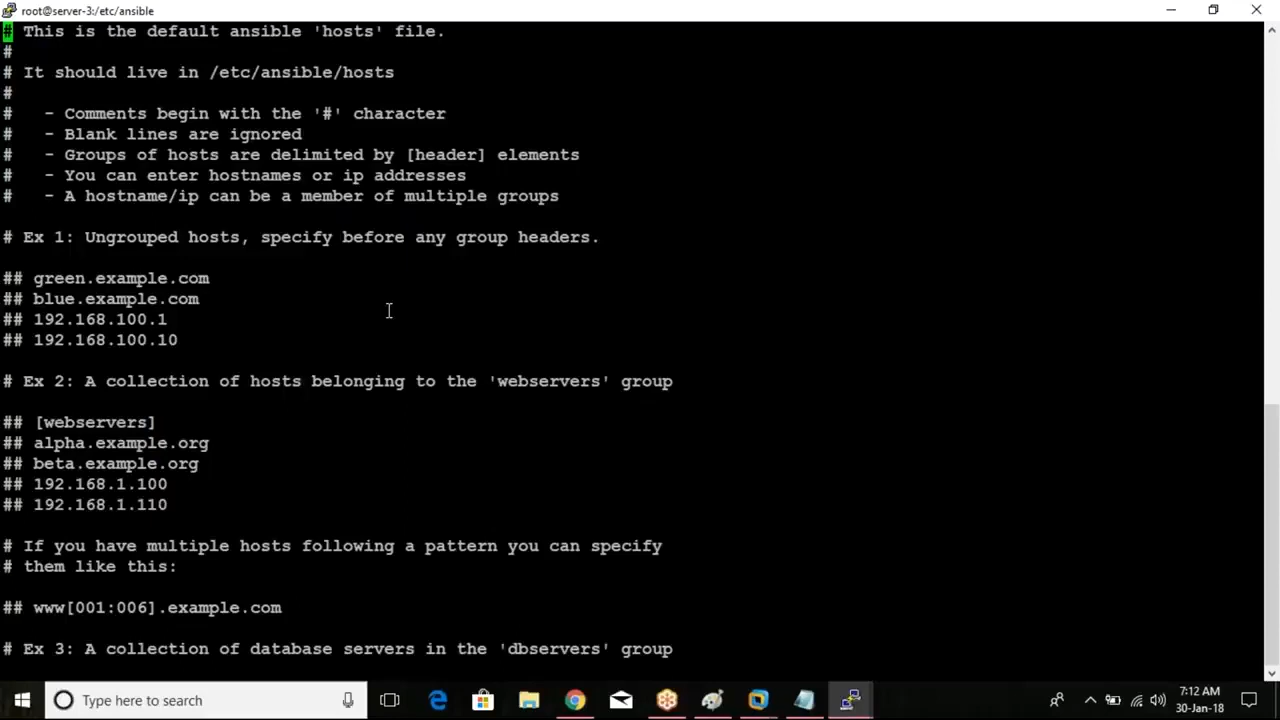 root@server-3:/etc/ansible
# This is the default ansible 'hosts' file.
#
# It should live in /etc/ansible/hosts
#
#   - Comments begin with the '#' character
#   - Blank lines are ignored
#   - Groups of hosts are delimited by [header] elements
#   - You can enter hostnames or ip addresses
#   - A hostname/ip can be a member of multiple groups
# Ex 1: Ungrouped hosts, specify before any group headers.
## green.example.com
## blue.example.com
## 192.168.100.1
## 192.168.100.10
# Ex 2: A collection of hosts belonging to the 'webservers' group
## [webservers]
## alpha.example.org
## beta.example.org
## 192.168.1.100
## 192.168.1.110
# If you have multiple hosts following a pattern you can specify
# them like this:
## www[001:006].example.com
# Ex 3: A collection of database servers in the 'dbservers' group
Type here to search
7:12 AM
30-Jan-18